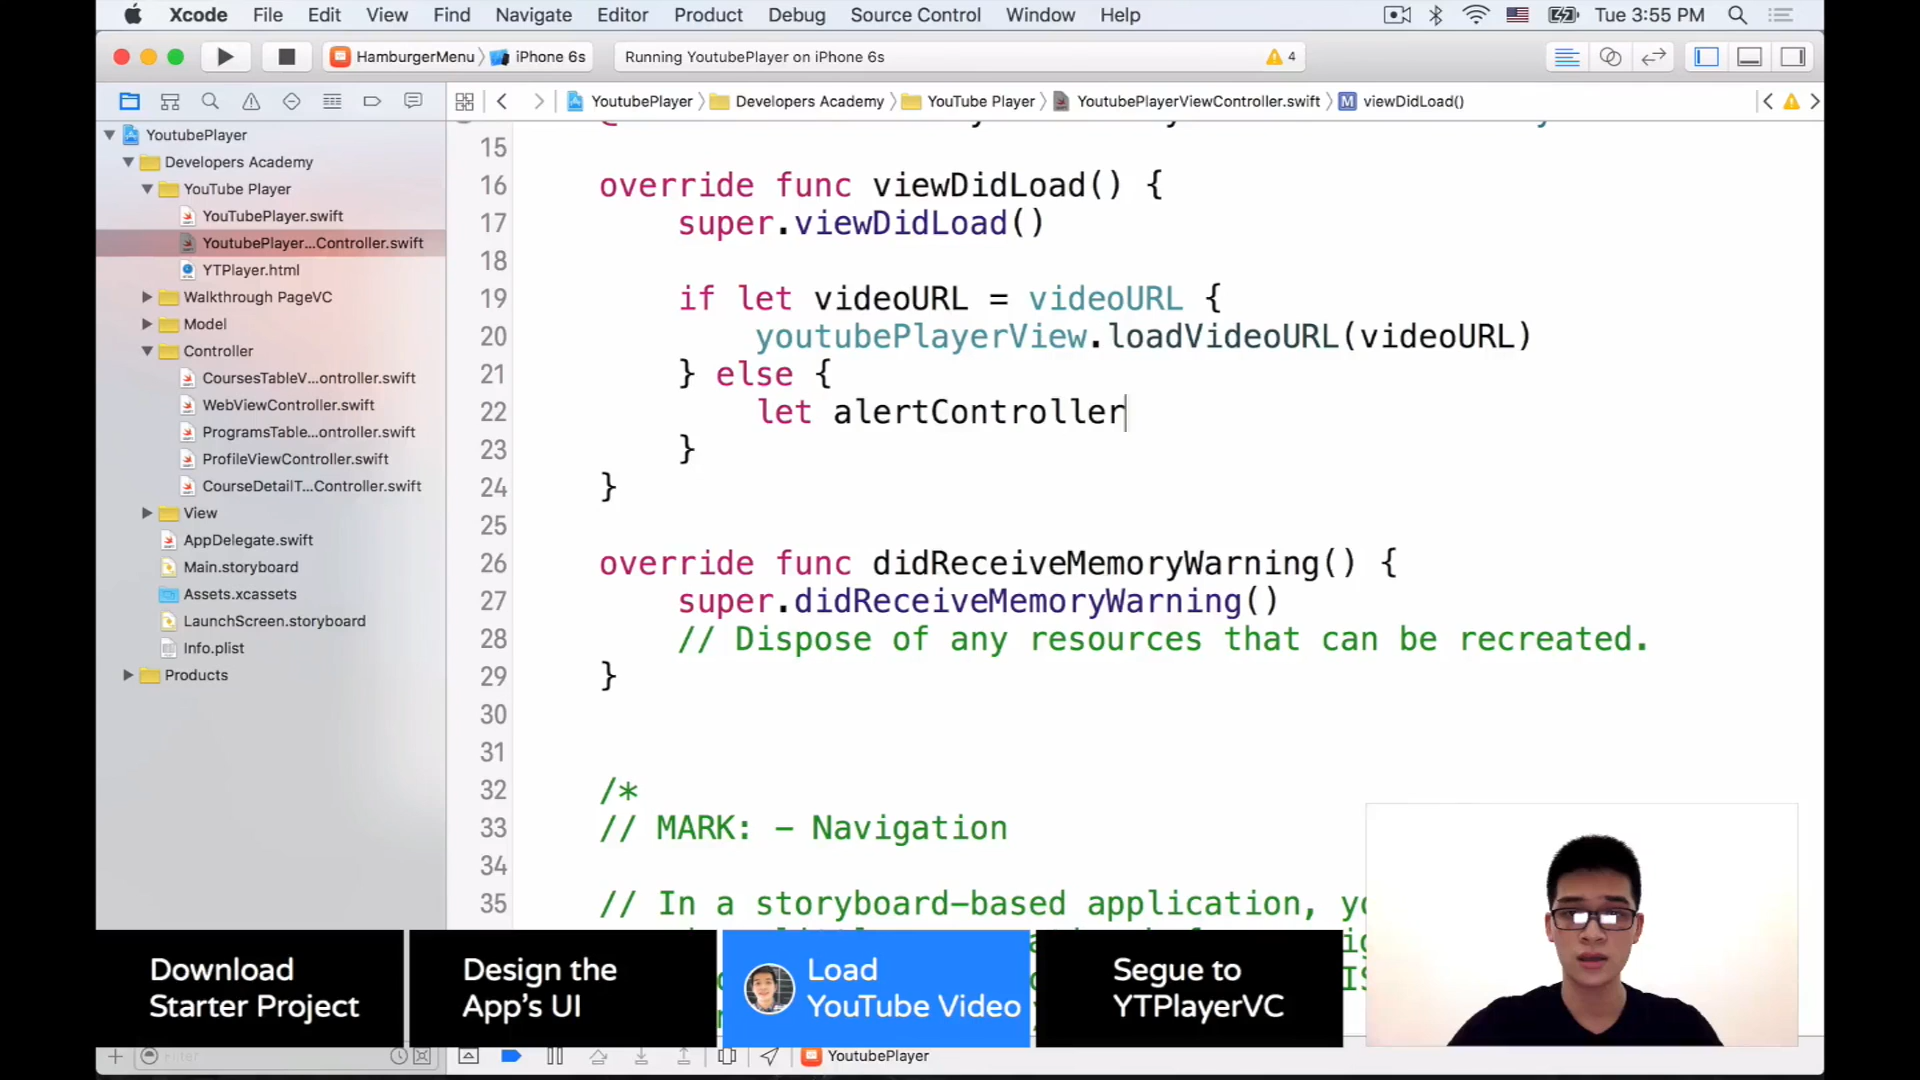 Xcode File Edit View Find Navigate Editor Product Debug Source Control Window Help Tue 3:55 PM
HamburgerMenu iPhone 6s Running YoutubePlayer on iPhone 6s 4
YoutubePlayer Developers Academy YouTube Player YoutubePlayerViewController.swift M viewDidLoad()
YoutubePlayer
Developers Academy
YouTube Player
YouTubePlayer.swift
YoutubePlayer...Controller.swift
YTPlayer.html
Walkthrough PageVC
Model
Controller
CoursesTableV...ontroller.swift
WebViewController.swift
ProgramsTable...ontroller.swift
ProfileViewController.swift
CourseDetailT...Controller.swift
View
AppDelegate.swift
Main.storyboard
Assets.xcassets
LaunchScreen.storyboard
Info.plist
Products
15
16 override func viewDidLoad() {
17 super.viewDidLoad()
18
19 if let videoURL = videoURL {
20 youtubePlayerView.loadVideoURL(videoURL)
21 } else {
22 let alertController
23 }
24 }
25
26 override func didReceiveMemoryWarning() {
27 super.didReceiveMemoryWarning()
28 // Dispose of any resources that can be recreated.
29 }
30
31
32 /*
33 // MARK: - Navigation
34
35 // In a storyboard-based application,
Download
Starter Project
Design the
App's UI
Load
YouTube Video
Segue to
YTPlayerVC
YoutubePlayer